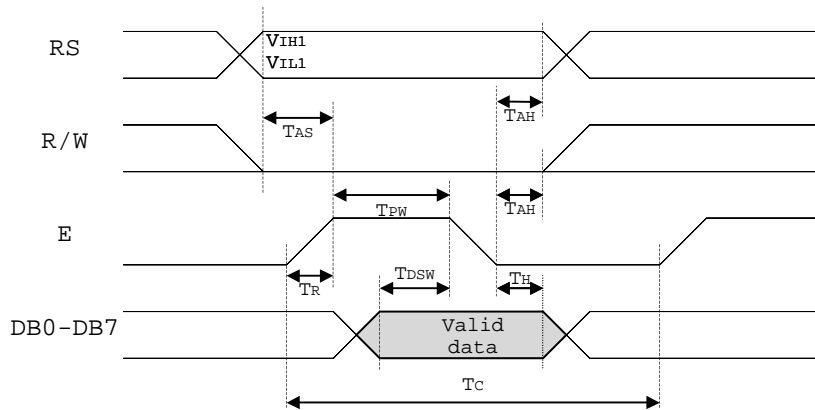 RS
VIH1
VIL1
TAS
TAH
R/W
TPW
TAH
E
TR
TDSW
TH
DB0-DB7
Valid
data
TC